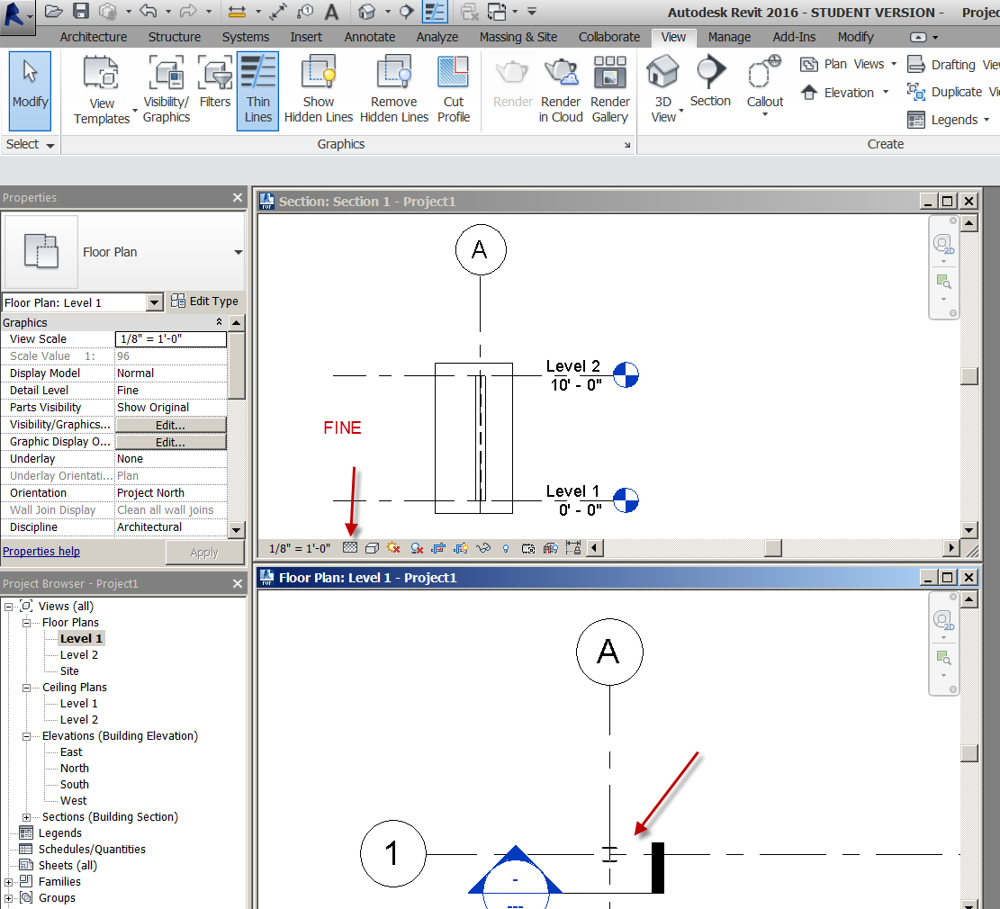 Autodesk Revit 2016 - STUDENT VERSION - Projec
Architecture Structure Systems Insert Annotate Analyze Massing & Site Collaborate View Manage Add-Ins Modify
Modify
View Templates
Visibility/ Graphics
Filters
Thin Lines
Show Hidden Lines
Remove Hidden Lines
Cut Profile
Render
Render in Cloud
Render Gallery
3D View
Section
Callout
Plan Views
Elevation
Drafting Vie
Duplicate Vi
Legends
Select
Graphics
Create
Properties
Floor Plan
Floor Plan: Level 1
Edit Type
Graphics
View Scale 1/8" = 1'-0"
Scale Value 1: 96
Display Model Normal
Detail Level Fine
Parts Visibility Show Original
Visibility/Graphics... Edit...
Graphic Display O... Edit...
Underlay None
Underlay Orientati... Plan
Orientation Project North
Wall Join Display Clean all wall joins
Discipline Architectural
Properties help
Apply
Project Browser - Project1
Views (all)
Floor Plans
Level 1
Level 2
Site
Ceiling Plans
Level 1
Level 2
Elevations (Building Elevation)
East
North
South
West
Sections (Building Section)
Legends
Schedules/Quantities
Sheets (all)
Families
Groups
Section: Section 1 - Project1
A
2D
Level 2
10' - 0"
FINE
Level 1
0' - 0"
1/8" = 1'-0"
Floor Plan: Level 1 - Project1
A
2D
1
-
---